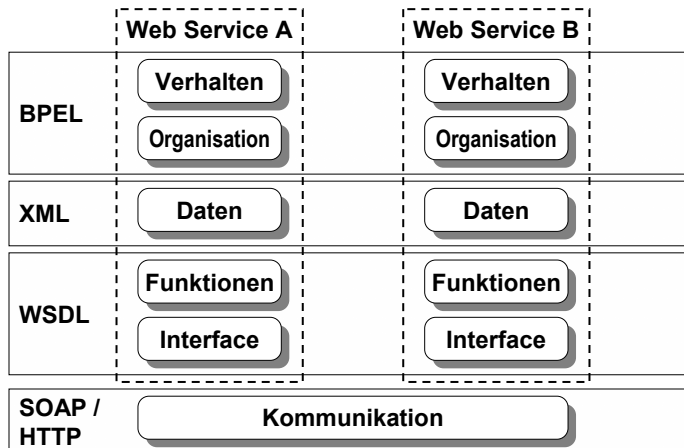 Web Service A Web Service B
BPEL
Verhalten Verhalten
Organisation Organisation
XML Daten Daten
WSDL
Funktionen Funktionen
Interface Interface
SOAP /
HTTP
Kommunikation